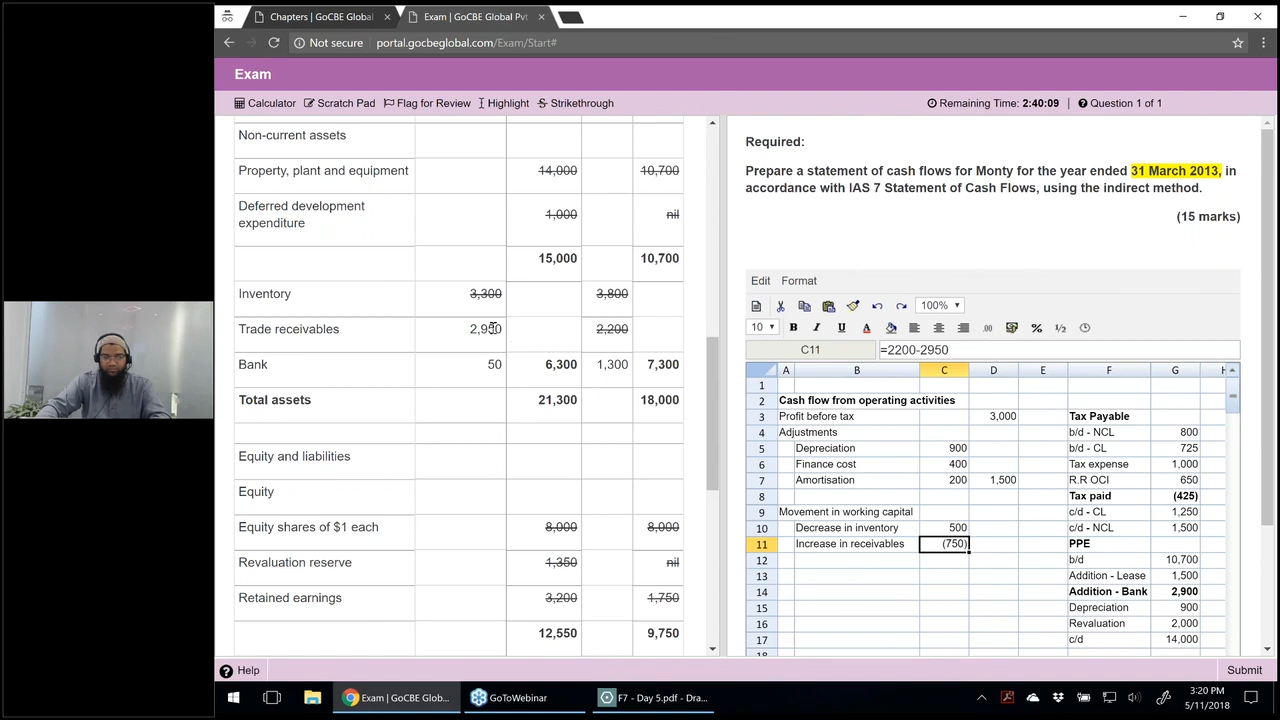 Chapters | GoCBE Global
Exam | GoCBE Global Pvt
Not secure | portal.gocbeglobal.com/Exam/Start#
Exam
Calculator Scratch Pad Flag for Review Highlight Strikethrough Remaining Time: 2:40:09 | Question 1 of 1
Non-current assets
Property, plant and equipment 14,000 10,700
Deferred development
expenditure 1,000 nil
15,000 10,700
Inventory 3,300 3,800
Trade receivables 2,950 2,200
Bank 50 6,300 1,300 7,300
Total assets 21,300 18,000
Equity and liabilities
Equity
Equity shares of $1 each 8,000 8,000
Revaluation reserve 1,350 nil
Retained earnings 3,200 1,750
12,550 9,750
Required:
Prepare a statement of cash flows for Monty for the year ended 31 March 2013, in
accordance with IAS 7 Statement of Cash Flows, using the indirect method.
(15 marks)
Edit Format
100%
10 B I U A .00 % 1/2
C11 =2200-2950
A B C D E F G H
1
2 Cash flow from operating activities
3 Profit before tax 3,000 Tax Payable
4 Adjustments b/d - NCL 800
5 Depreciation 900 b/d - CL 725
6 Finance cost 400 Tax expense 1,000
7 Amortisation 200 1,500 R.R OCI 650
8 Tax paid (425)
9 Movement in working capital c/d - CL 1,250
10 Decrease in inventory 500 c/d - NCL 1,500
11 Increase in receivables (750) PPE
12 b/d 10,700
13 Addition - Lease 1,500
14 Addition - Bank 2,900
15 Depreciation 900
16 Revaluation 2,000
17 c/d 14,000
18
Help Submit
Exam | GoCBE Glob... GoToWebinar F7 - Day 5.pdf - Dra...
3:20 PM
5/11/2018